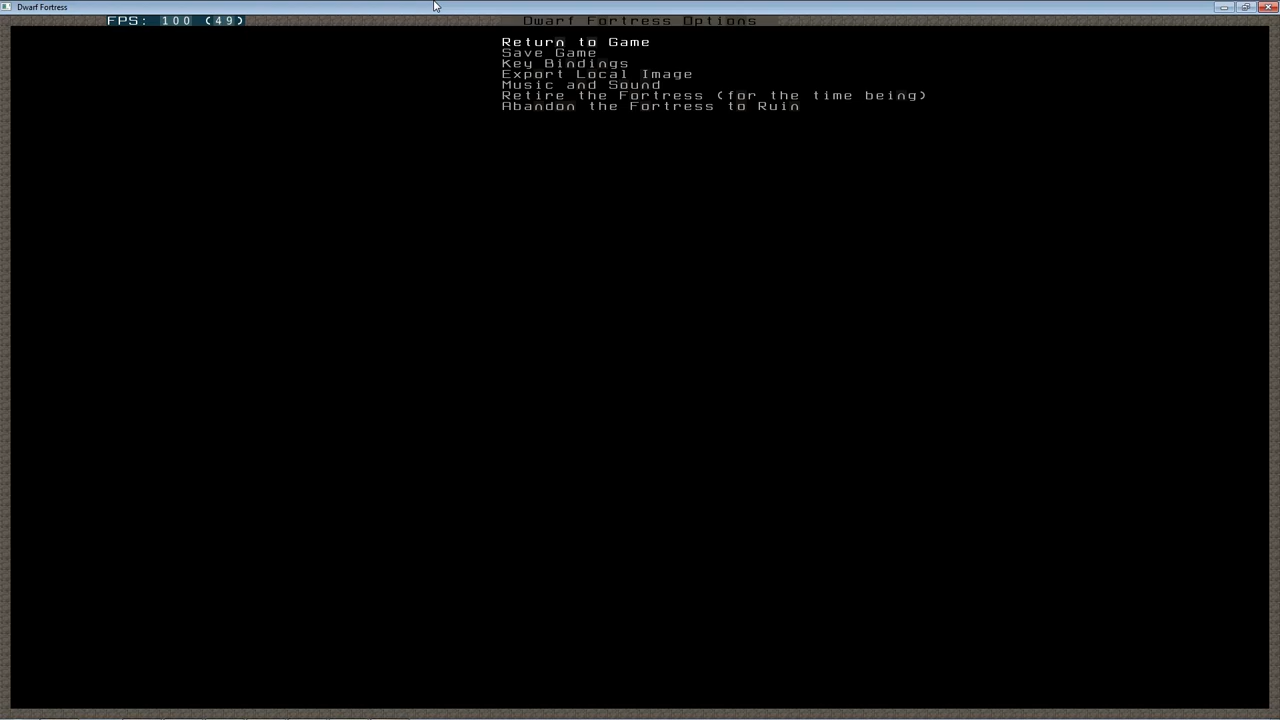 Dwarf Fortress
FPS: 100 (49)
Dwarf Fortress Options
Return to Game
Save Game
Key Bindings
Export Local Image
Music and Sound
Retire the Fortress (for the time being)
Abandon the Fortress to Ruin